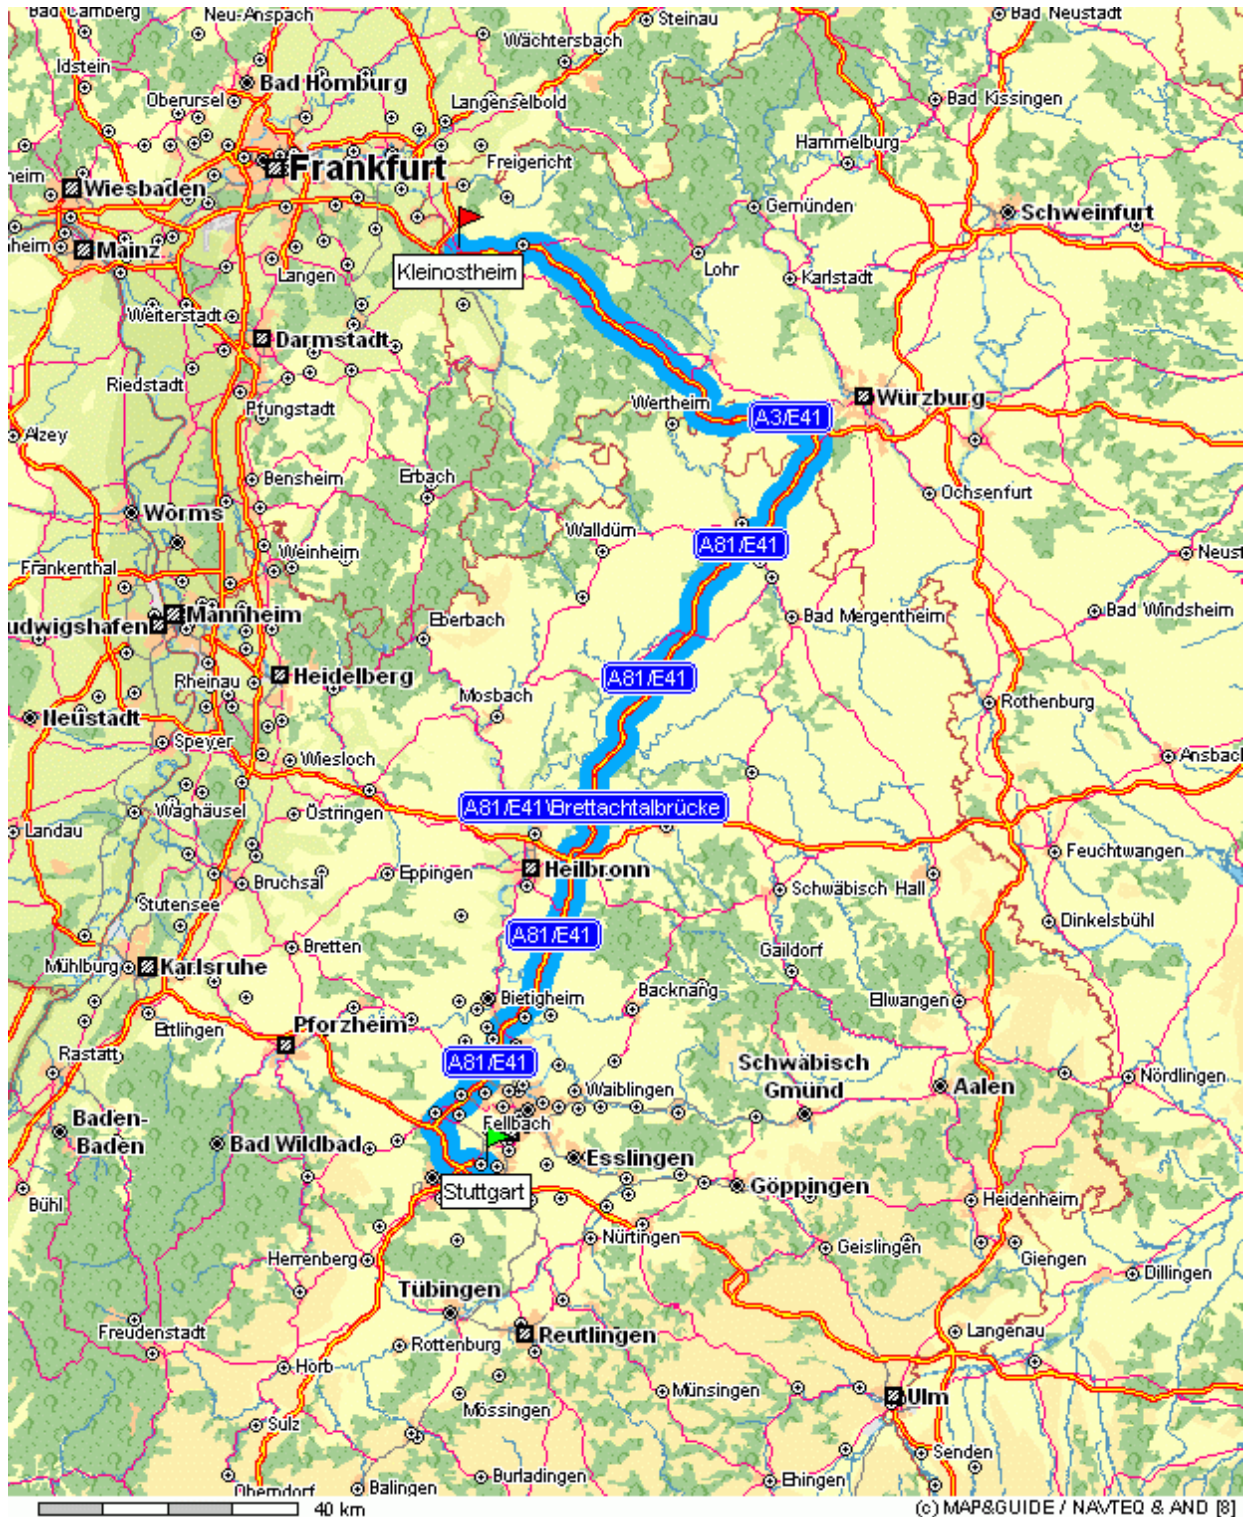 Bad Camberg
Neu-Anspach
Steinau
Bad Neustadt
Wächtersbach
Idstein
Bad Homburg
Oberursel
Langenselbold
Bad Kissingen
Hammelburg
Freigericht
Frankfurt
heim
Wiesbaden
Gemünden
Schweinfurt
nheim
Mainz
Kleinostheim
Langen
Lohr
Karlstadt
Weiterstadt
Darmstadt
Riedstadt
Pfungstadt
Wertheim
A3/E41
Würzburg
Alzey
Bensheim
Erbach
Ochsenfurt
Worms
Walldürn
A81/E41
Weinheim
Neust
Frankenthal
Mannheim
udwigshafen
Eberbach
Bad Mergentheim
Bad Windsheim
Rheinau
Heidelberg
A81/E41
Mosbach
Rothenburg
Neustadt
Speyer
Wiesloch
Ansbach
Waghäusel
Östringen
A81/E41\Brettachtalbrücke
Landau
Feuchtwangen
Eppingen
Heilbronn
Bruchsal
Schwäbisch Hall
Stutensee
Dinkelsbühl
A81/E41
Bretten
Gaildorf
Mühlburg
Karlsruhe
Backnang
Bietigheim
Ellwangen
Ettlingen
Pforzheim
Rastatt
A81/E41
Schwäbisch
Gmünd
Waiblingen
Aalen
Nördlingen
Baden-
Baden
Bad Wildbad
Fellbach
Esslingen
Stuttgart
Göppingen
Bühl
Heidenheim
Nürtingen
Geislingen
Giengen
Herrenberg
Dillingen
Tübingen
Freudenstadt
Rottenburg
Reutlingen
Langenau
Horb
Münsingen
Ulm
Mössingen
Sulz
Senden
Burladingen
Ehingen
Oberndorf
Balingen
40 km
(c) MAP&GUIDE / NAVTEQ & AND [8]